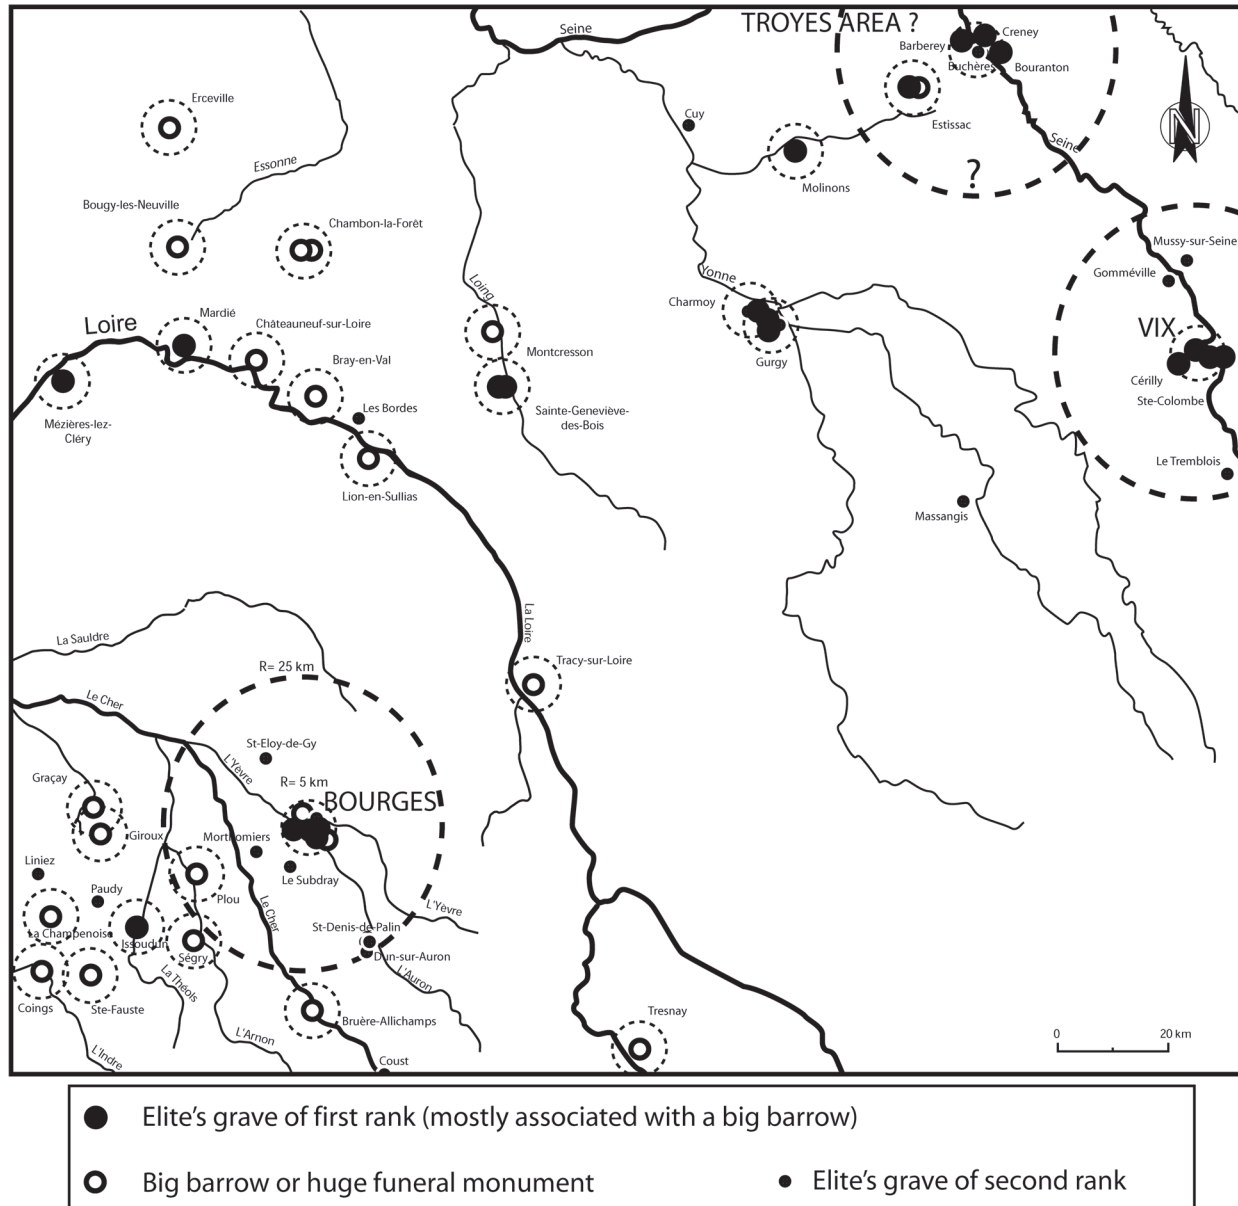 Seine
TROYES AREA ?
Creney
Barberey
Buchères
Bouranton
Erceville
Cuy
Estissac
N
Seine
Essonne
Molinons
?
Bougy-les-Neuville
Chambon-la-Forêt
Mussy-sur-Seine
Gomméville
Yonne
Loing
Charmoy
Mardié
Loire
Châteauneuf-sur-Loire
VIX
Montcresson
Bray-en-Val
Gurgy
Cérilly
Ste-Colombe
Les Bordes
Sainte-Geneviève-
des-Bois
Mézières-lez-
Cléry
Le Tremblois
Lion-en-Sullias
Massangis
La Loire
La Sauldre
R= 25 km
Tracy-sur-Loire
Le Cher
St-Eloy-de-Gy
L'Yèvre
Graçay
R= 5 km
BOURGES
Giroux
Morthomiers
Liniez
Le Subdray
Paudy
Plou
Le Cher
L'Yèvre
St-Denis-de-Palin
La Champenoise
Issoudun
Ségry
Dun-sur-Auron
La Théols
L'Auron
Coings
Ste-Fauste
Bruère-Allichamps
Tresnay
0
20 km
L'Arnon
L'Indre
Coust
Elite’s grave of first rank (mostly associated with a big barrow)
Big barrow or huge funeral monument
Elite’s grave of second rank